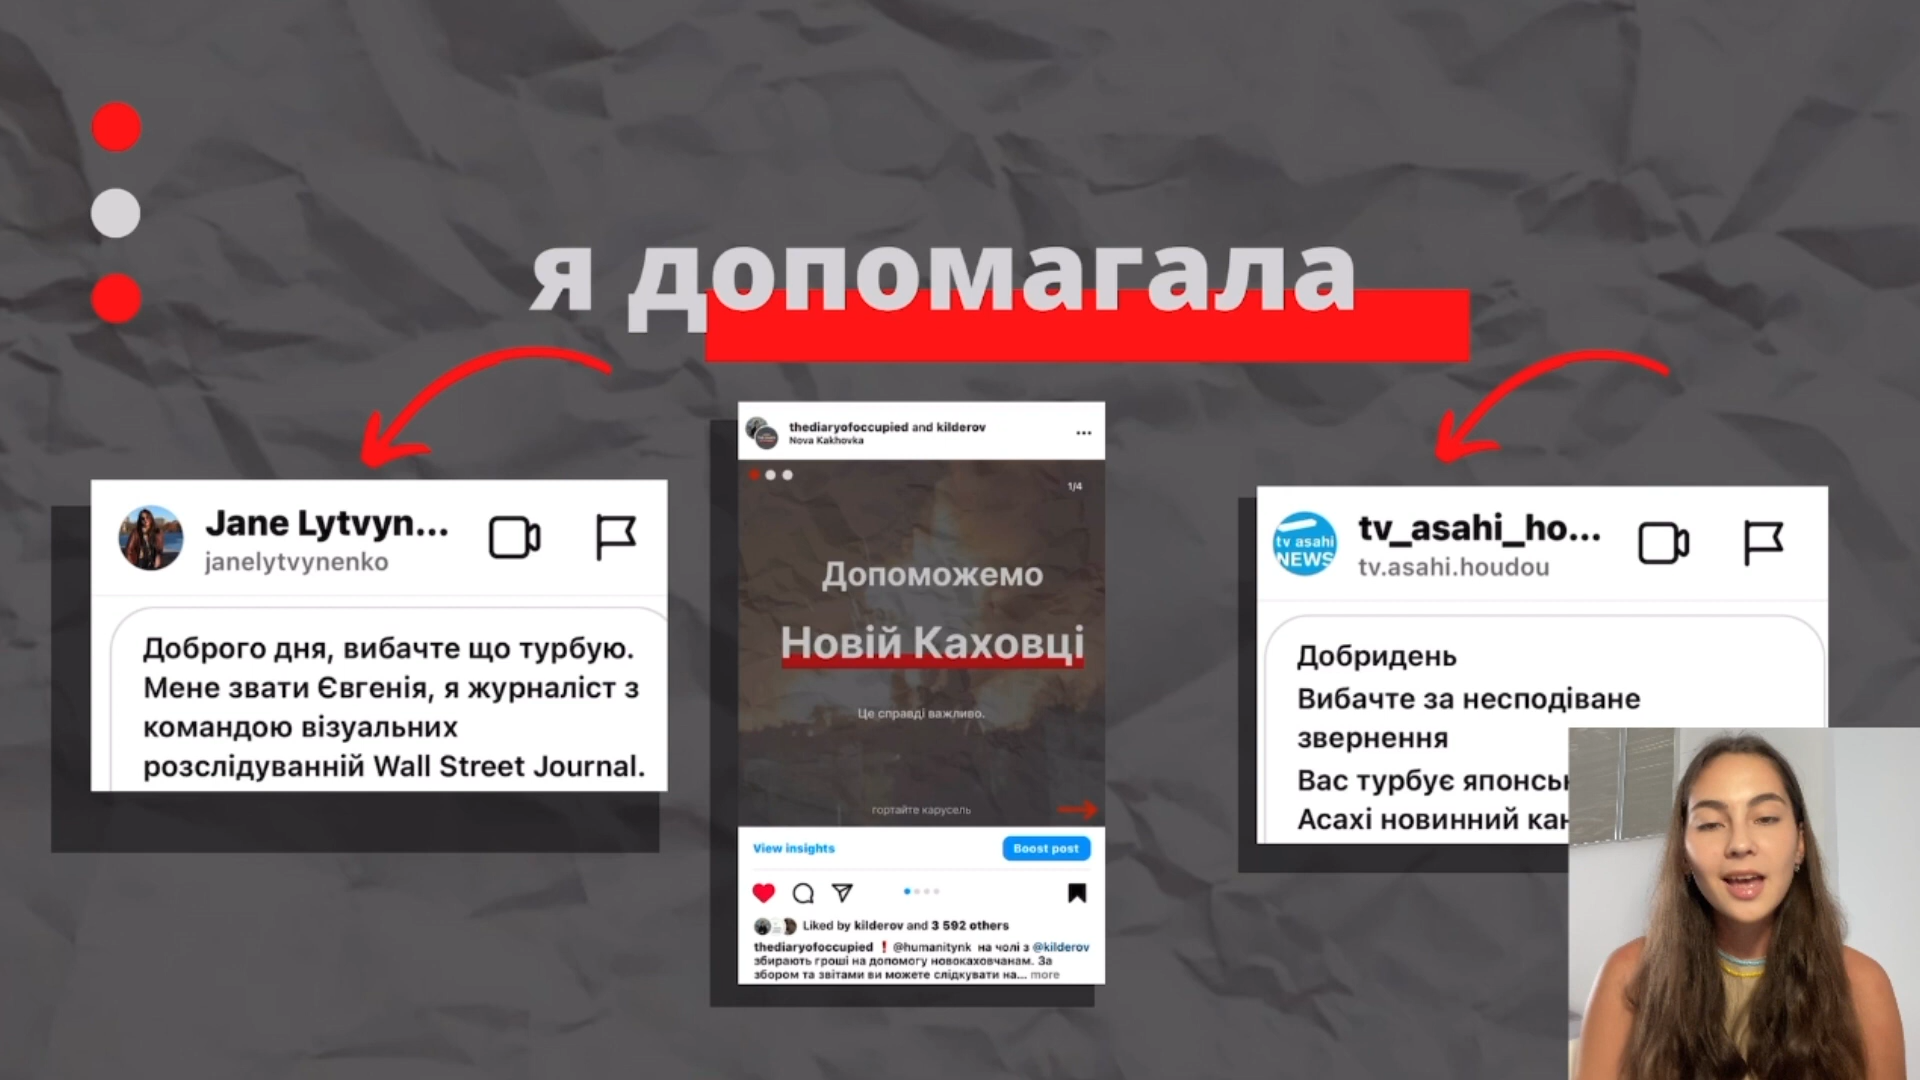 я допомагала
Jane Lytvyn...
janelytvynenko
Доброго дня, вибачте що турбую.
Мене звати Євгенія, я журналіст з
командою візуальних
розслідуванній Wall Street Journal.
thediaryofoccupied and kilderov
Nova Kakhovka
1/4
Допоможемо
Новій Каховці
Це справді важливо.
гортайте карусель
View insights
Boost post
Liked by kilderov and 3 592 others
thediaryofoccupied ❗ @humanitynk на чолі з @kilderov
збирають гроші на допомогу новокаховчанам. За
збором та звітами ви можете слідкувати на... more
tv_asahi_ho...
tv.asahi.houdou
tv asahi
NEWS
Добридень
Вибачте за несподіване
звернення
Вас турбує
Асахі новинний